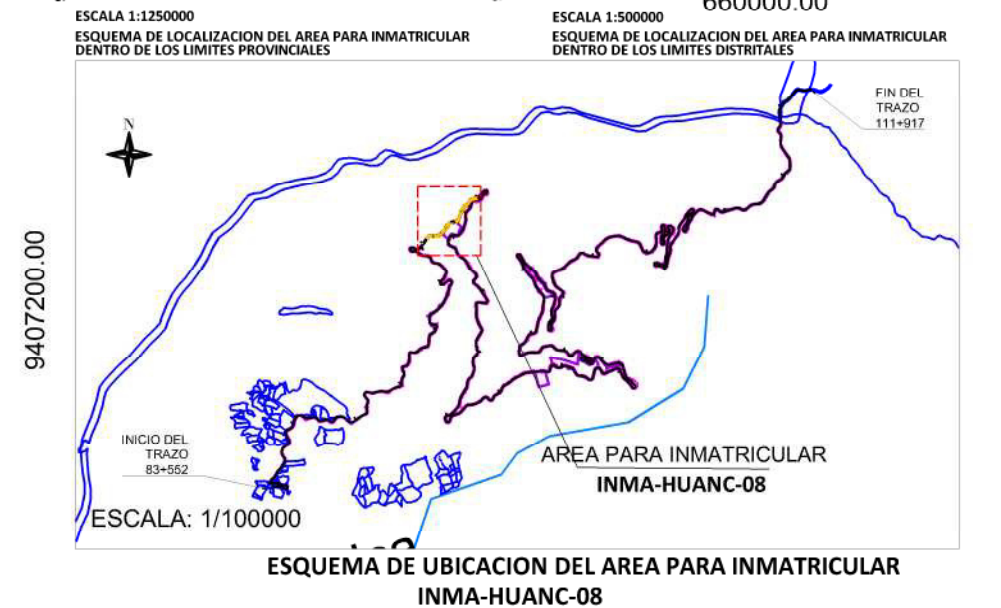 660000.00
ESCALA 1:1250000
ESCALA 1:500000
ESQUEMA DE LOCALIZACION DEL AREA PARA INMATRICULAR
DENTRO DE LOS LIMITES PROVINCIALES
ESQUEMA DE LOCALIZACION DEL AREA PARA INMATRICULAR
DENTRO DE LOS LIMITES DISTRITALES
N
FIN DEL
TRAZO
111+917
9407200.00
INICIO DEL
TRAZO
83+552
AREA PARA INMATRICULAR
INMA-HUANC-08
ESCALA: 1/100000
ESQUEMA DE UBICACION DEL AREA PARA INMATRICULAR
INMA-HUANC-08